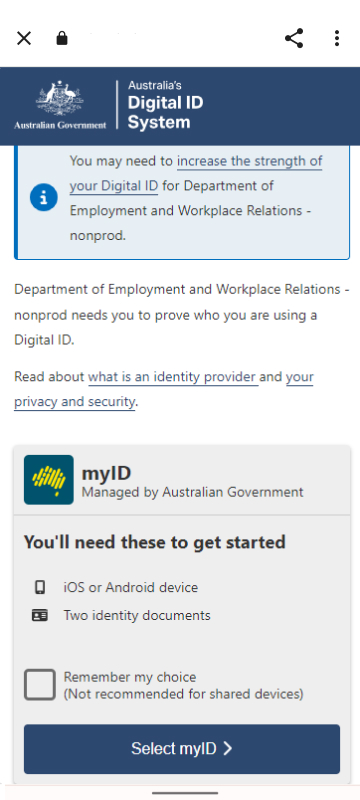 Australian Government
Australia's
Digital ID
System
You may need to increase the strength of
your Digital ID for Department of
Employment and Workplace Relations -
nonprod.
Department of Employment and Workplace Relations -
nonprod needs you to prove who you are using a
Digital ID.
Read about what is an identity provider and your
privacy and security.
myID
Managed by Australian Government
You'll need these to get started
iOS or Android device
Two identity documents
Remember my choice
(Not recommended for shared devices)
Select myID